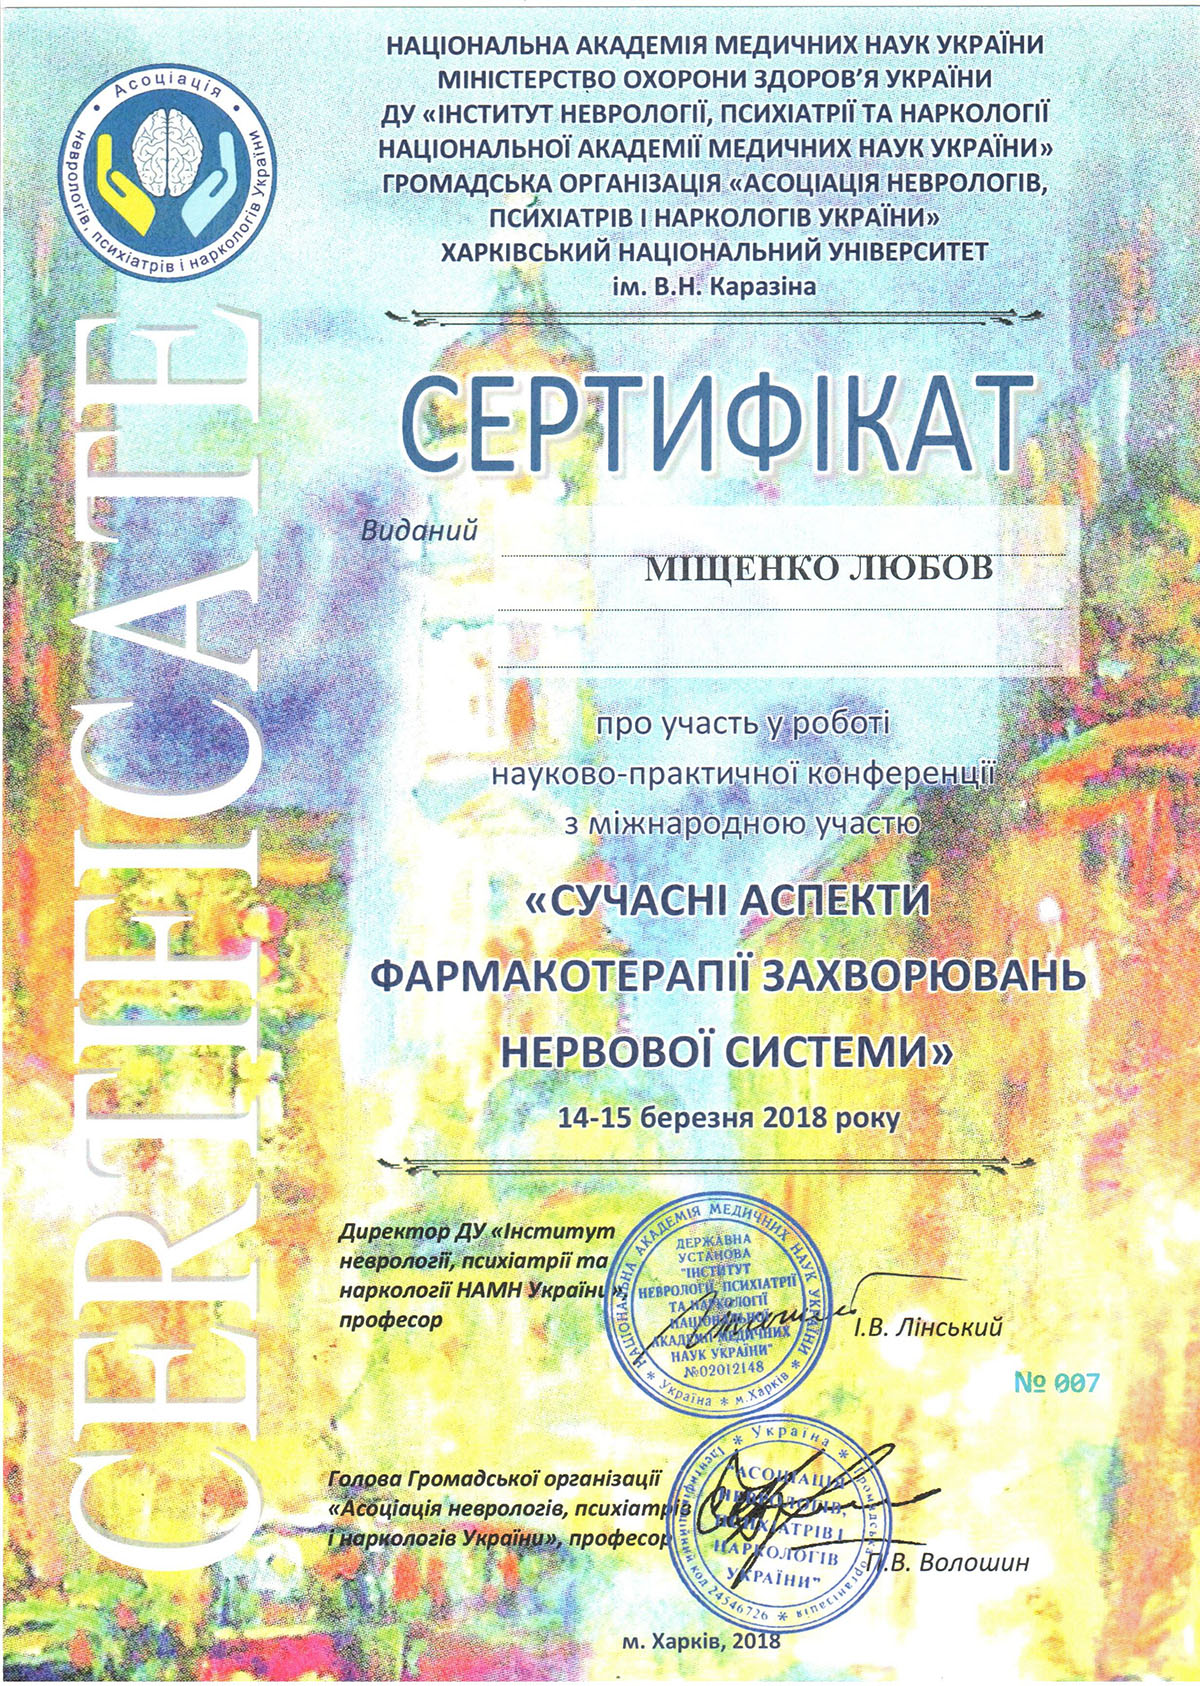 НАЦІОНАЛЬНА АКАДЕМІЯ МЕДИЧНИХ НАУК УКРАЇНИ
МІНІСТЕРСТВО ОХОРОНИ ЗДОРОВ’Я УКРАЇНИ
ДУ «ІНСТИТУТ НЕВРОЛОГІЇ, ПСИХІАТРІЇ ТА НАРКОЛОГІЇ
НАЦІОНАЛЬНОЇ АКАДЕМІЇ МЕДИЧНИХ НАУК УКРАЇНИ»
ГРОМАДСЬКА ОРГАНІЗАЦІЯ «АСОЦІАЦІЯ НЕВРОЛОГІВ,
ПСИХІАТРІВ І НАРКОЛОГІВ УКРАЇНИ»
ХАРКІВСЬКИЙ НАЦІОНАЛЬНИЙ УНІВЕРСИТЕТ
ім. В.Н. Каразіна
Асоціація
неврологів, психіатрів і наркологів України
CERTIFICATE
СЕРТИФІКАТ
Виданий
МІЩЕНКО ЛЮБОВ
про участь у роботі
науково-практичної конференції
з міжнародною участю
«СУЧАСНІ АСПЕКТИ
ФАРМАКОТЕРАПІЇ ЗАХВОРЮВАНЬ
НЕРВОВОЇ СИСТЕМИ»
14-15 березня 2018 року
Директор ДУ «Інститут
неврології, психіатрії та
наркології НАМН України»,
професор
НАЦІОНАЛЬНА АКАДЕМІЯ МЕДИЧНИХ НАУК УКРАЇНИ
* Україна * м.Харків *
ДЕРЖАВНА
УСТАНОВА
"ІНСТИТУТ
НЕВРОЛОГІЇ, ПСИХІАТРІЇ
ТА НАРКОЛОГІЇ
НАЦІОНАЛЬНОЇ
АКАДЕМІЇ МЕДИЧНИХ
НАУК УКРАЇНИ"
№02012148
І.В. Лінський
№ 007
Голова Громадської організації
«Асоціація неврологів, психіатрів
і наркологів України», професор
* Україна *
Громадська організація
Ідентифікаційний код 24546726
"АСОЦІАЦІЯ
НЕВРОЛОГІВ,
ПСИХІАТРІВ І
НАРКОЛОГІВ
УКРАЇНИ"
П.В. Волошин
м. Харків, 2018